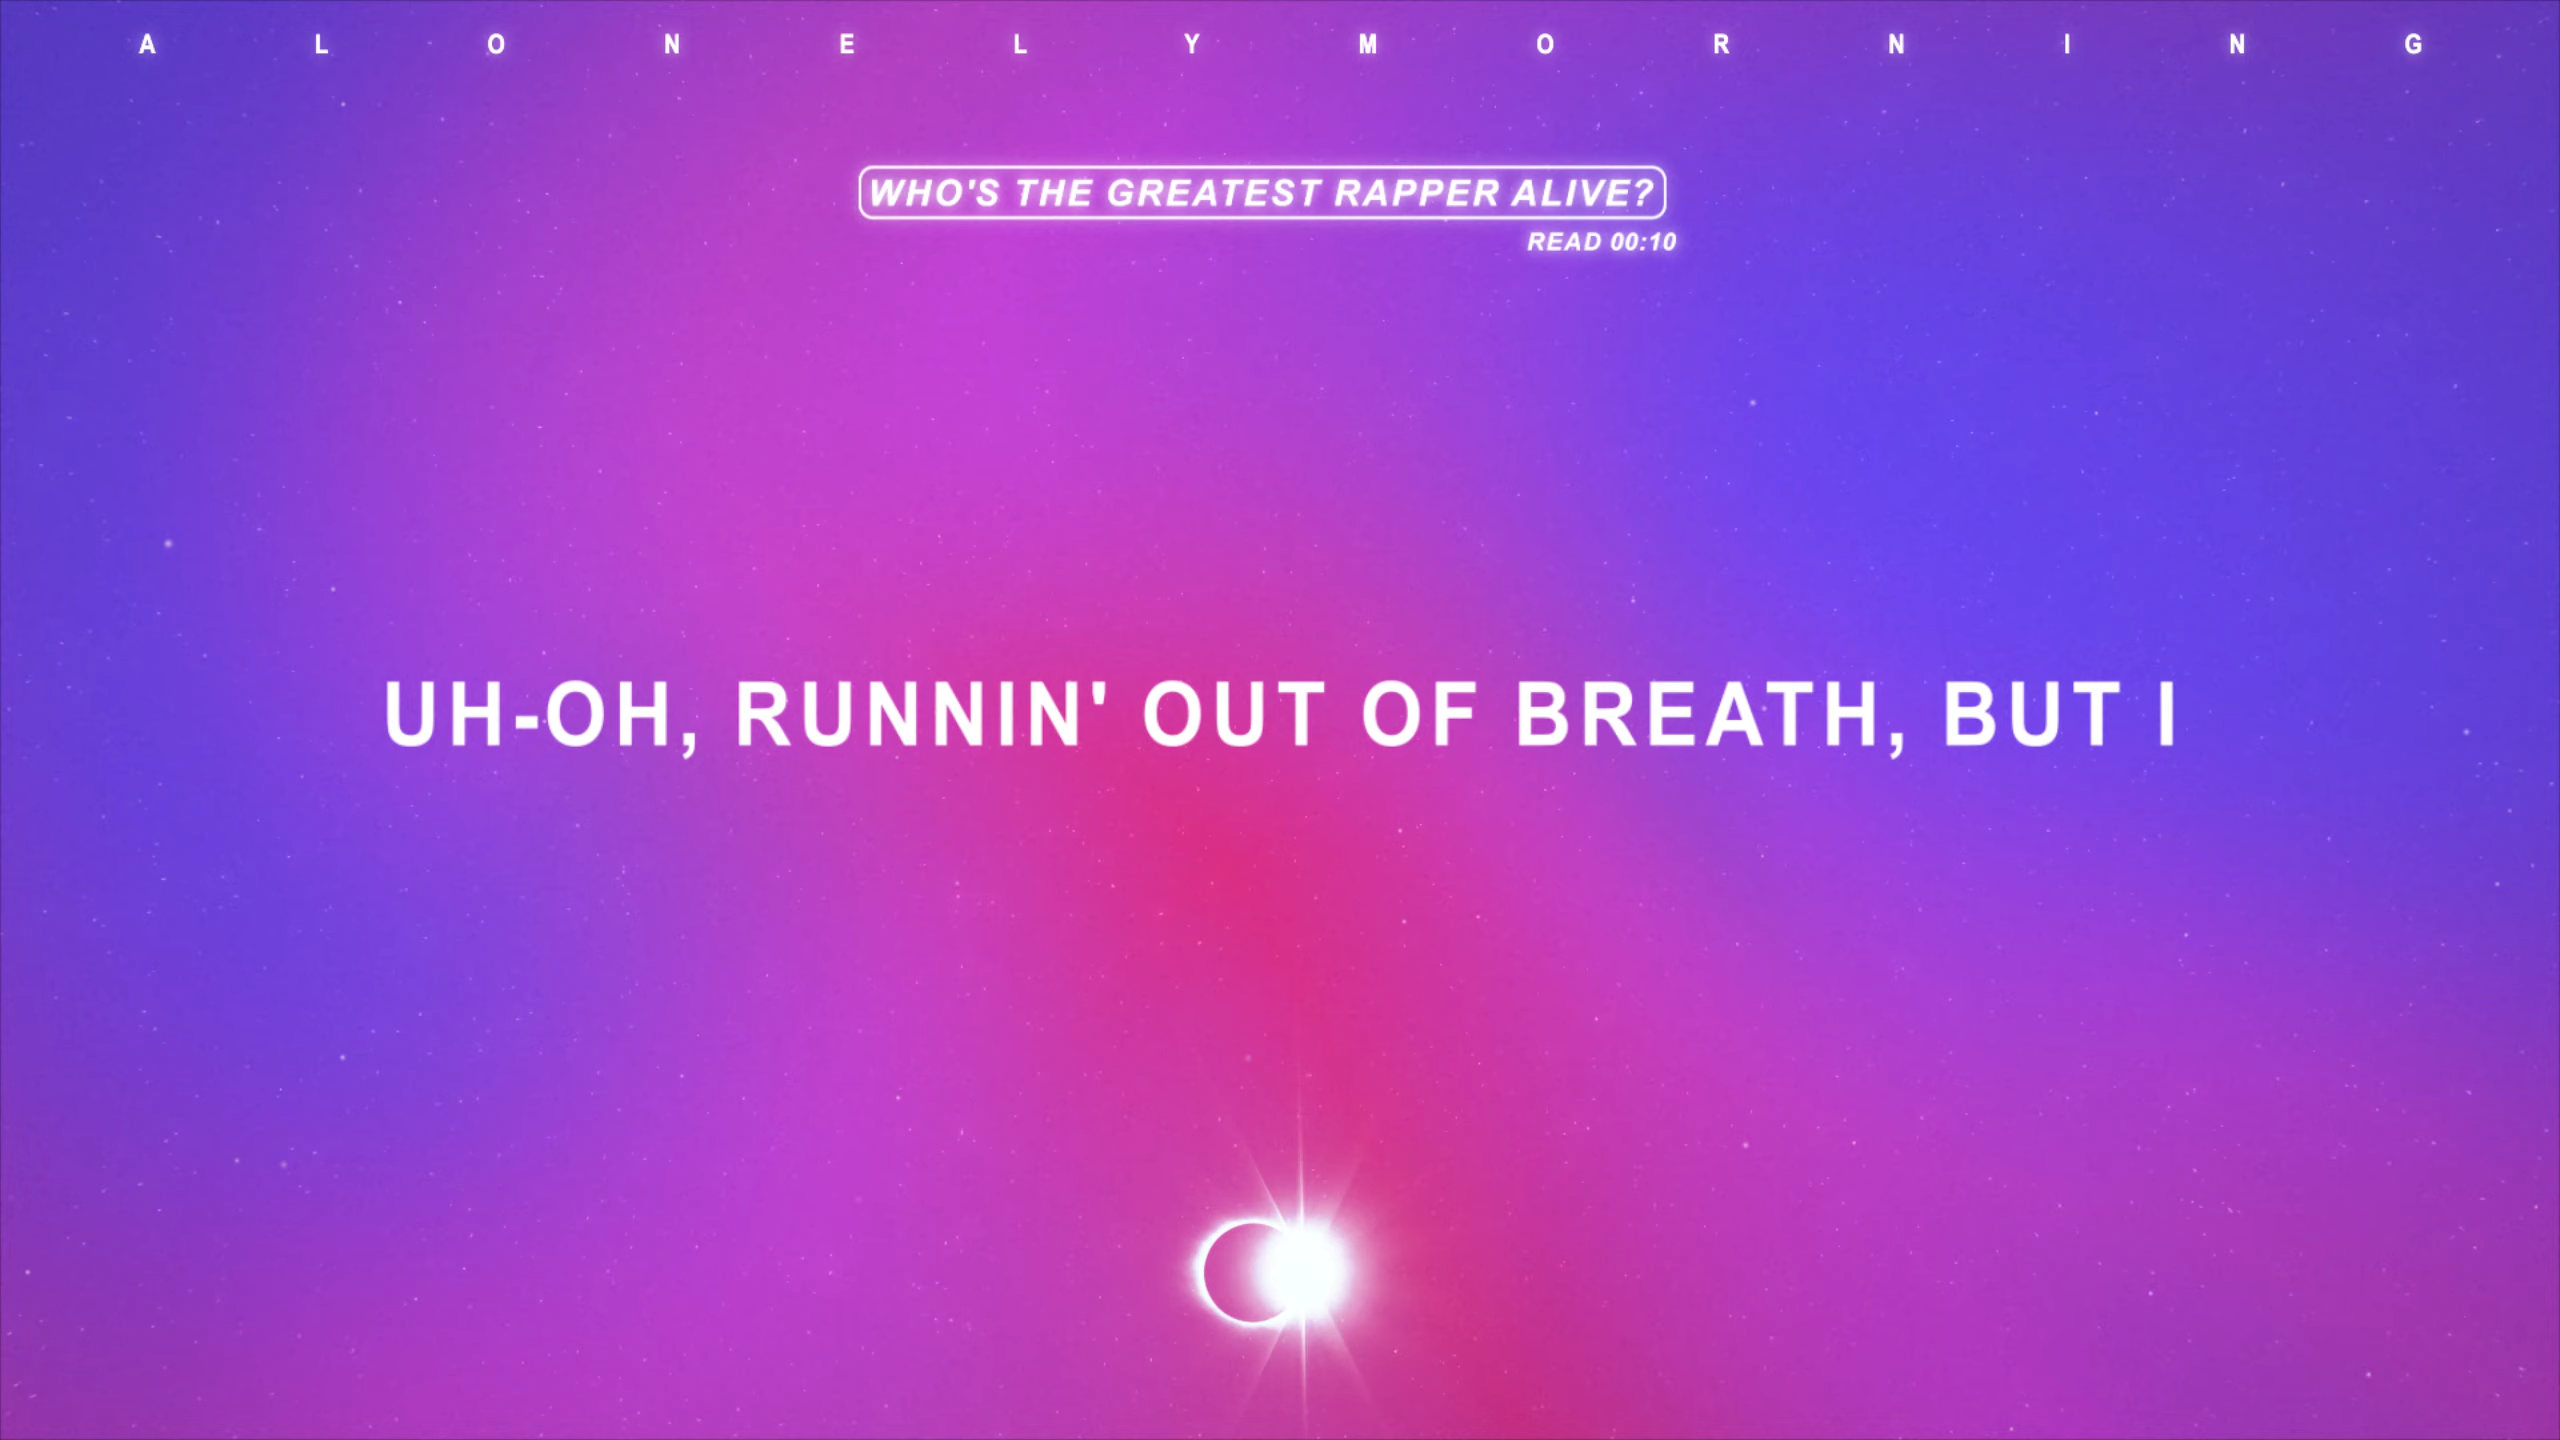 A L O N E L Y M O R N I N G
WHO'S THE GREATEST RAPPER ALIVE?
READ 00:10
UH-OH, RUNNIN' OUT OF BREATH, BUT I